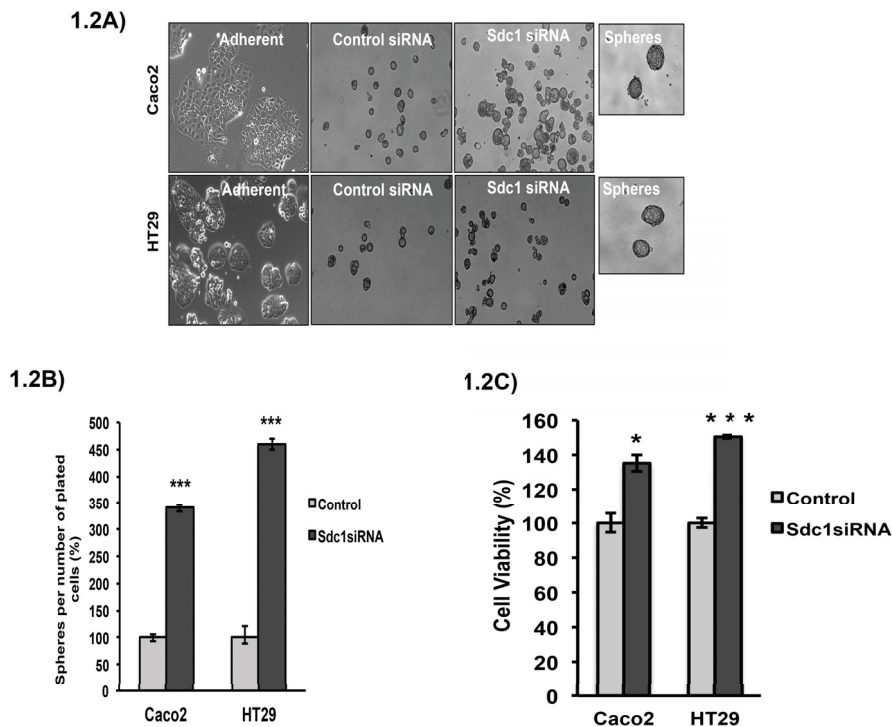 1.2A)
Adherent Control siRNA Sdc1 siRNA Spheres
Caco2
Adherent Control siRNA Sdc1 siRNA Spheres
HT29
1.2B)
Spheres per number of plated
cells (%)
500
450
400
350
300
250
200
150
100
50
0
***
***
Control
Sdc1siRNA
Caco2 HT29
1.2C)
Cell Viability (%)
160
140
120
100
80
60
40
20
0
*
* * *
Control
Sdc1siRNA
Caco2 HT29